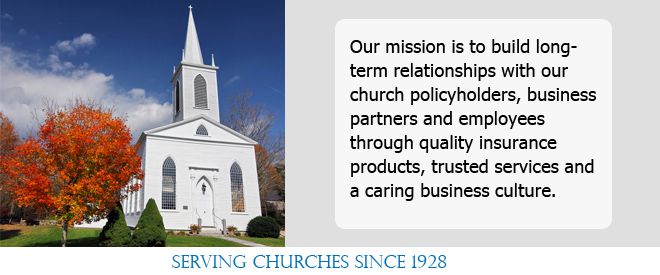 Our mission is to build long-
term relationships with our
church policyholders, business
partners and employees
through quality insurance
products, trusted services and
a caring business culture.
SERVING CHURCHES SINCE 1928